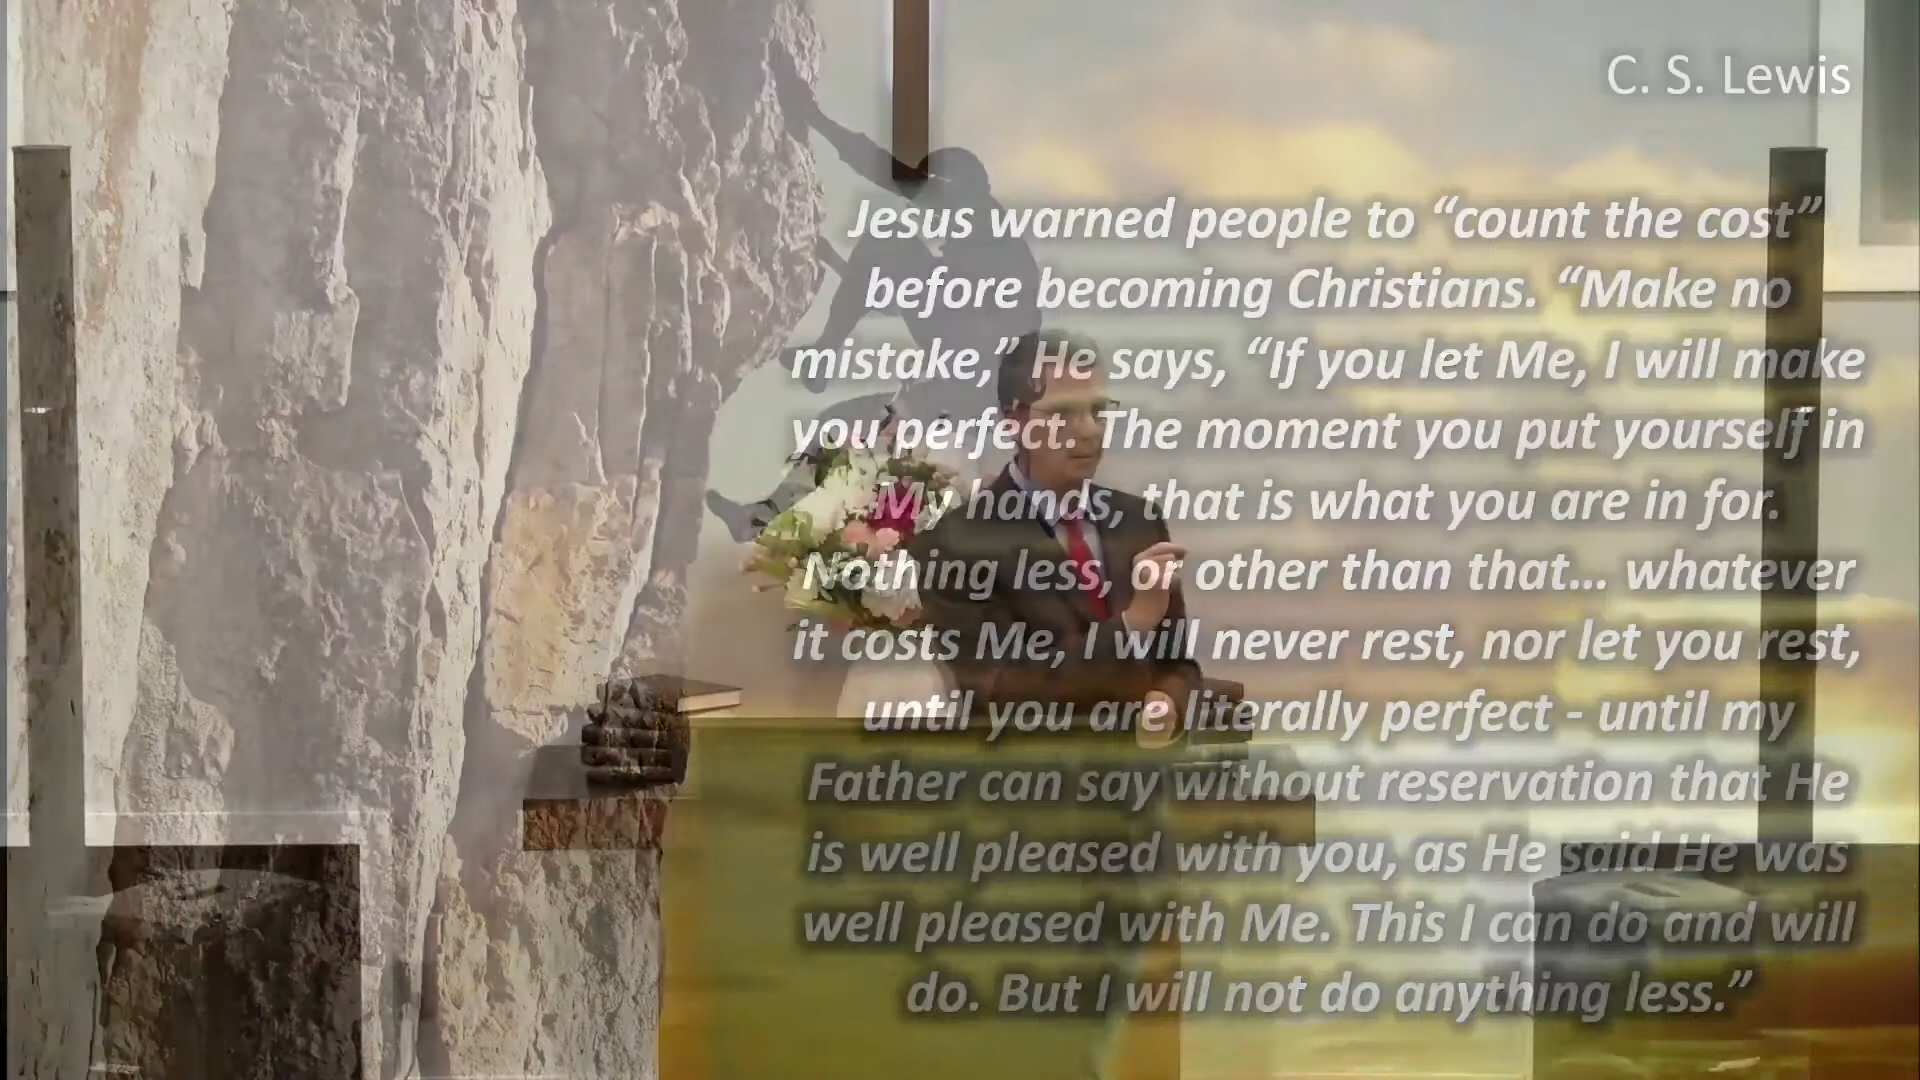 C. S. Lewis
Jesus warned people to “count the cost”
before becoming Christians. “Make no
mistake,” He says, “If you let Me, I will make
you perfect. The moment you put yourself in
My hands, that is what you are in for.
Nothing less, or other than that... whatever
it costs Me, I will never rest, nor let you rest,
until you are literally perfect - until my
Father can say without reservation that He
is well pleased with you, as He said He was
well pleased with Me. This I can do and will
do. But I will not do anything less.”